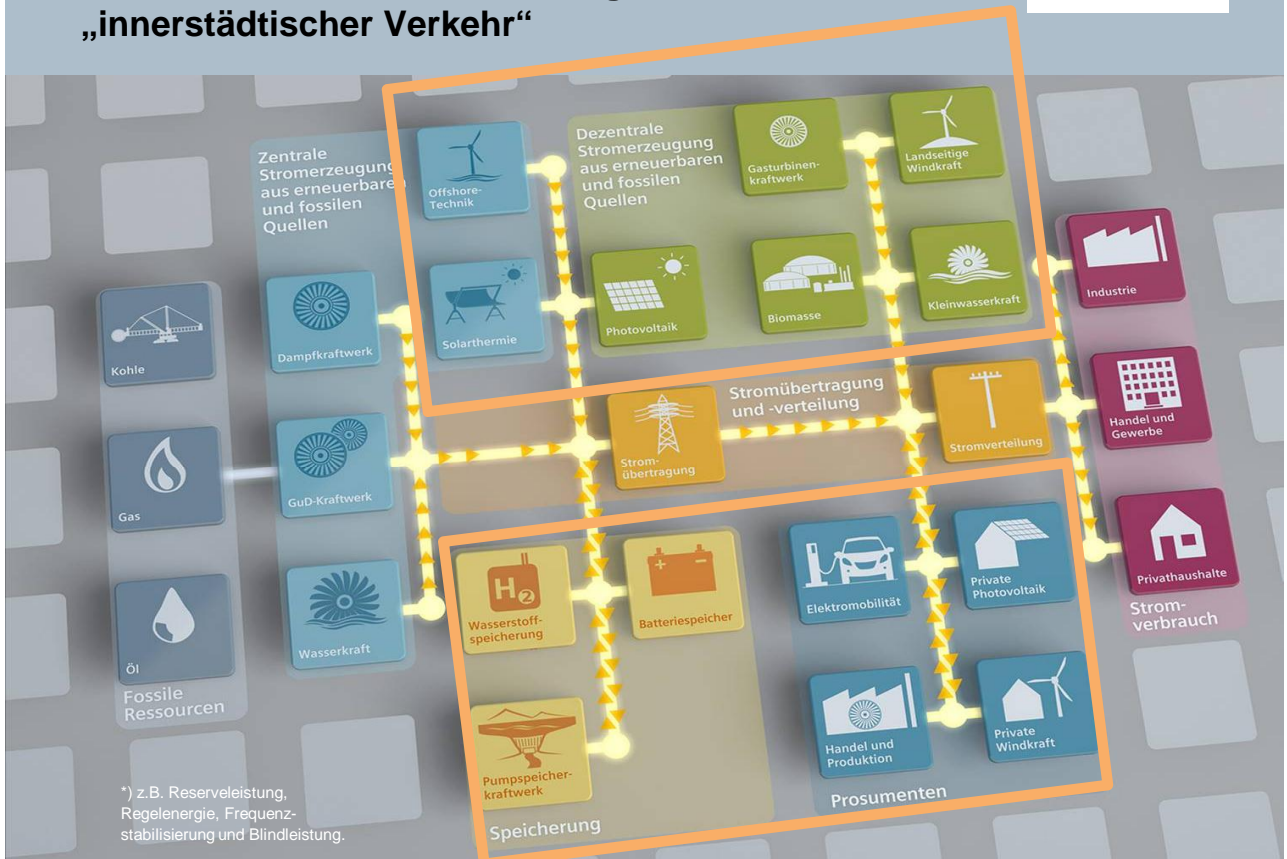 „innerstädtischer Verkehr“
Zentrale
Stromerzeugung
aus erneuerbaren
und fossilen
Quellen
Offshore-
Technik
Dezentrale
Stromerzeugung
aus erneuerbaren
und fossilen
Quellen
Gasturbinen-
kraftwerk
Landseitige
Windkraft
Kohle
Dampfkraftwerk
Solarthermie
Photovoltaik
Biomasse
Kleinwasserkraft
Industrie
Gas
GuD-Kraftwerk
Strom-
übertragung
Stromübertragung
und -verteilung
Stromverteilung
Handel und
Gewerbe
Öl
Wasserkraft
H2
Wasserstoff-
speicherung
Batteriespeicher
Elektromobilität
Private
Photovoltaik
Privathaushalte
Strom-
verbrauch
Fossile
Ressourcen
Pumpspeicher-
kraftwerk
Handel und
Produktion
Private
Windkraft
Speicherung
Prosumenten
*) z.B. Reserveleistung,
Regelenergie, Frequenz-
stabilisierung und Blindleistung.